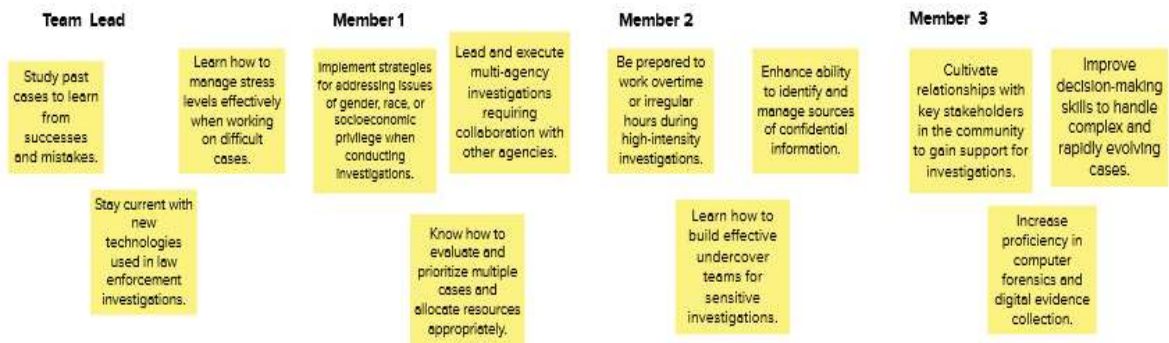 Team Lead
Study past
cases to learn
from
successes
and mistakes.
Learn how to
manage stress
levels effectively
when working
on difficult
cases.
Stay current with
new
technologies
used in law
enforcement
investigations.
Member 1
Implement strategies
for addressing issues
of gender, race, or
socioeconomic
privilege when
conducting
investigations.
Lead and execute
multi-agency
investigations
requiring
collaboration with
other agencies.
Know how to
evaluate and
prioritize multiple
cases and
allocate resources
appropriately.
Member 2
Be prepared to
work overtime
or irregular
hours during
high-intensity
investigations.
Enhance ability
to identify and
manage sources
of confidential
information.
Learn how to
build effective
undercover
teams for
sensitive
investigations.
Member 3
Cultivate
relationships with
key stakeholders
in the community
to gain support for
investigations.
Improve
decision-making
skills to handle
complex and
rapidly evolving
cases.
Increase
proficiency in
computer
forensics and
digital evidence
collection.